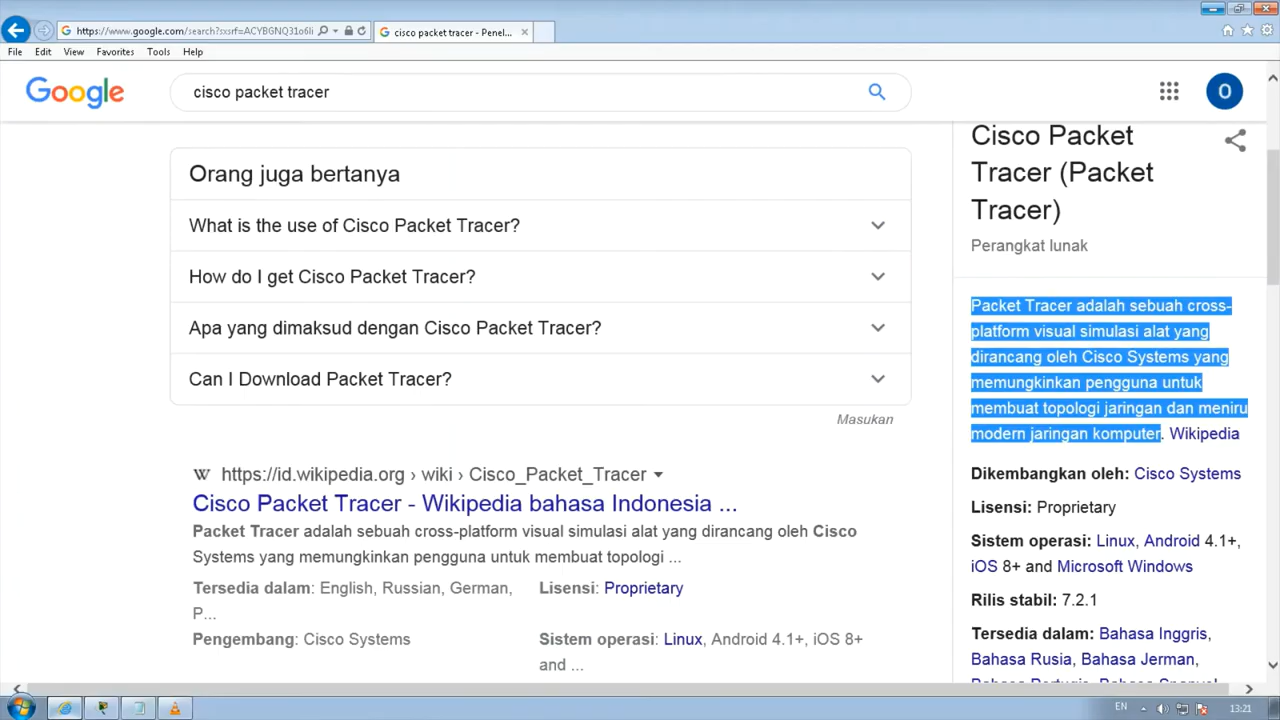 https://www.google.com/search?sxsrf=ACYBGNQ31o6li
cisco packet tracer - Penel...
File Edit View Favorites Tools Help
Google
cisco packet tracer
O
Orang juga bertanya
What is the use of Cisco Packet Tracer?
How do I get Cisco Packet Tracer?
Apa yang dimaksud dengan Cisco Packet Tracer?
Can I Download Packet Tracer?
Masukan
W https://id.wikipedia.org › wiki › Cisco_Packet_Tracer
Cisco Packet Tracer - Wikipedia bahasa Indonesia ...
Packet Tracer adalah sebuah cross-platform visual simulasi alat yang dirancang oleh Cisco
Systems yang memungkinkan pengguna untuk membuat topologi ...
Tersedia dalam: English, Russian, German,
P...
Lisensi: Proprietary
Pengembang: Cisco Systems
Sistem operasi: Linux, Android 4.1+, iOS 8+
and ...
Cisco Packet
Tracer (Packet
Tracer)
Perangkat lunak
Packet Tracer adalah sebuah cross-
platform visual simulasi alat yang
dirancang oleh Cisco Systems yang
memungkinkan pengguna untuk
membuat topologi jaringan dan meniru
modern jaringan komputer. Wikipedia
Dikembangkan oleh: Cisco Systems
Lisensi: Proprietary
Sistem operasi: Linux, Android 4.1+,
iOS 8+ and Microsoft Windows
Rilis stabil: 7.2.1
Tersedia dalam: Bahasa Inggris,
Bahasa Rusia, Bahasa Jerman,
EN
13:21